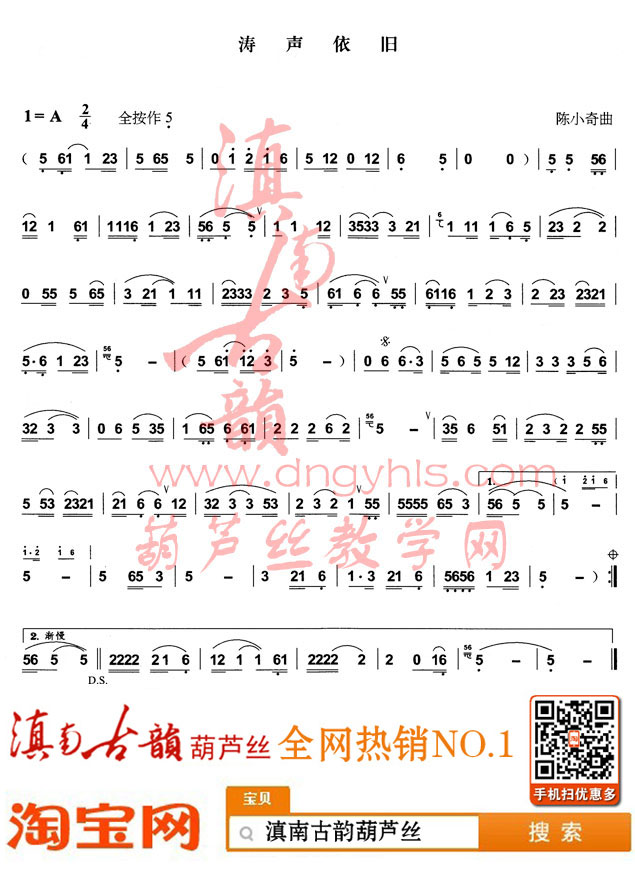 涛声依旧
1=A 2/4 全按作5 陈小奇曲
( 5 61 1 23 | 5 65 5 | 0 1 2 1 6 | 5 12 0 12 | 6 5 | 0 0 ) | 5 5 56 |
12 1 61 | 1116 1 23 | 56 5 5 ∨ | 1 1 12 | 3533 3 21 | 1 11 1 6 5 | 23 2 2 |
0 55 5 65 | 3 21 1 11 | 2333 2 3 5 | 61 6 6 ∨ 55 | 6116 1 2 3 | 2 23 2321 |
5·6 1 23 | 5 – | ( 5 61 12 3 | 5 – ) | 0 6 6·3 | 5 6 5 5 12 | 3 3 3 5 6 |
32 3 3 | 0 6 5 35 | 1 65 6 61 | 2 2 2 6 2 | 5 – ∨ | 35 6 51 | 2 3 2 2 55 |
www.dngyhls.com
1. ( i 2 i 6
5 53 2321 | 21 6 6 ∨ 12 | 32 3 3 53 | 2 32 1 ∨ 55 | 5555 65 3 | 56 5 5 | 5 – |
葫芦丝教学网
i·2 i 6
5 – | 5 65 3 | 5 – | 3 21 6 | 1·3 21 6 | 5656 1 23 | 5 – ) :||
2. 渐慢
56 5 5 || 2222 2 1 6 | 12 1 1 61 | 2222 2 | 2 0 16 | 5 – | 5 – ||
D.S.
滇南古韻 葫芦丝 全网热销NO.1
手机扫优惠多
淘宝网
宝贝
滇南古韵葫芦丝 搜索